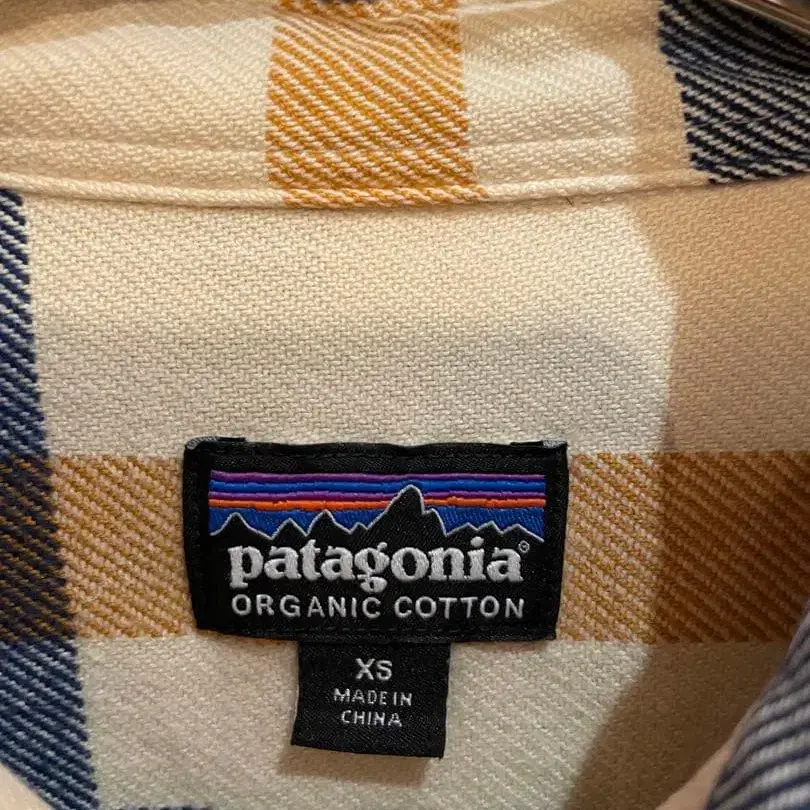 patagonia®
ORGANIC COTTON
XS
MADE IN
CHINA